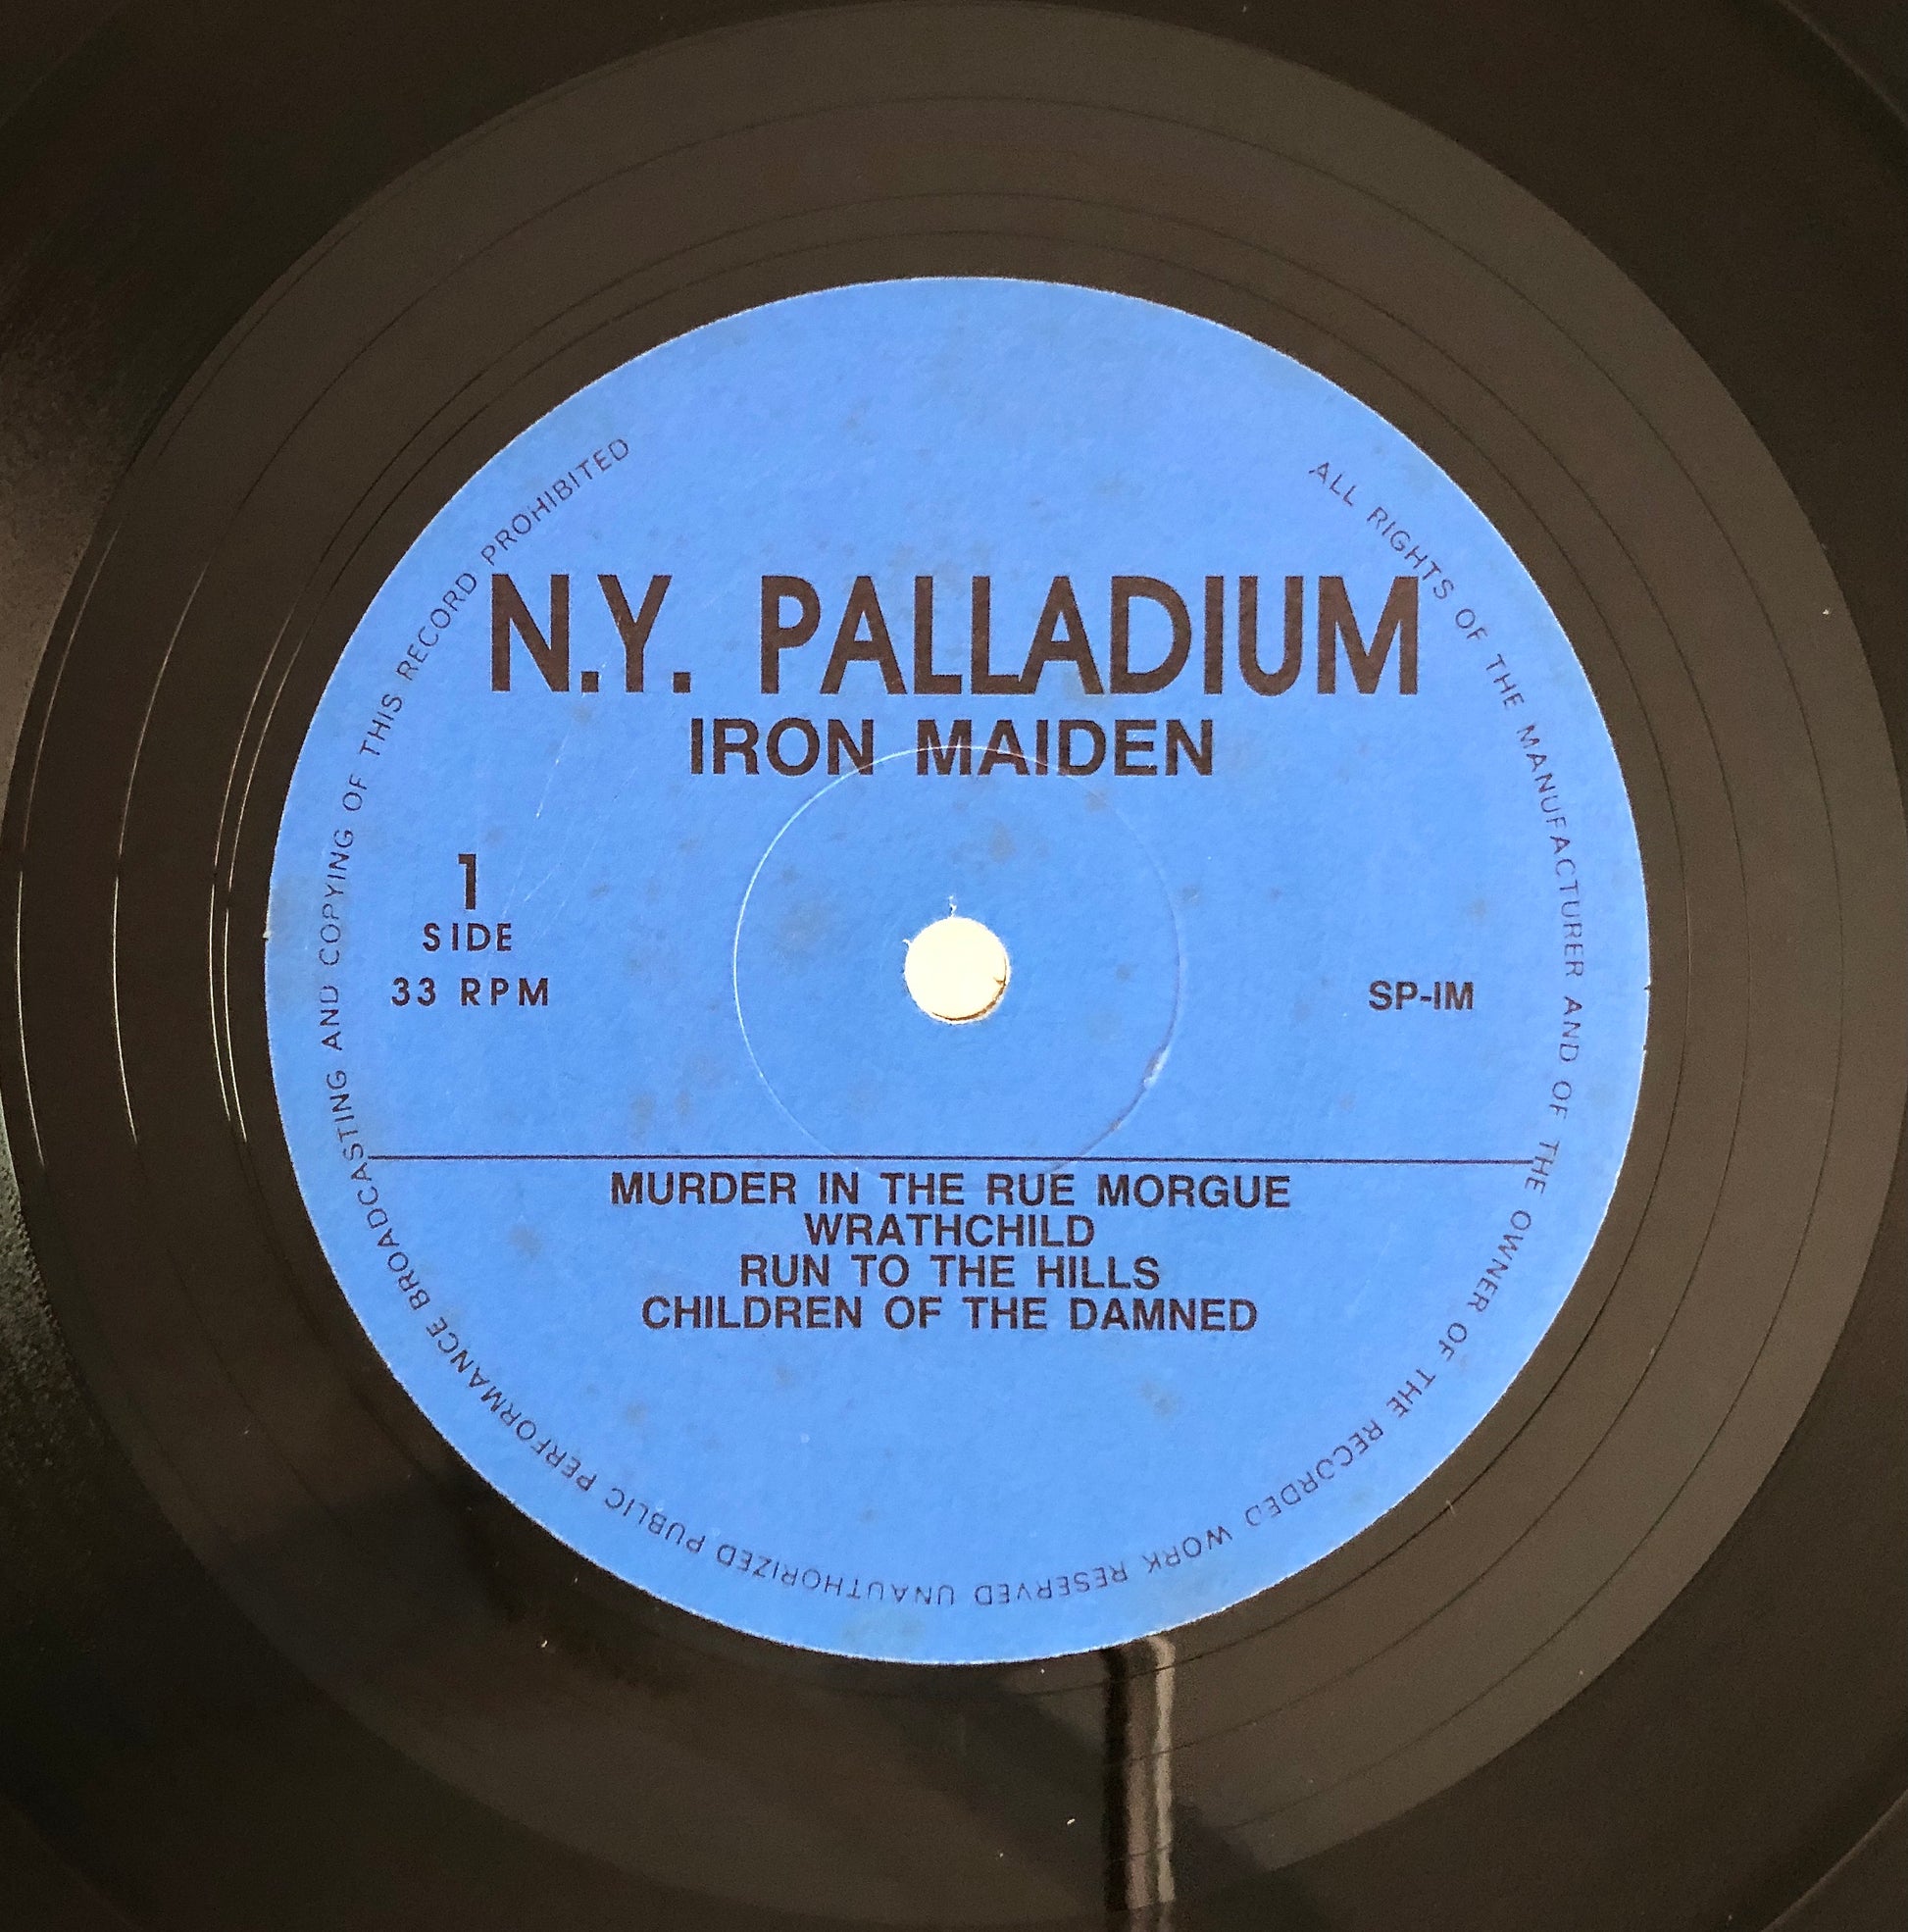 N.Y. PALLADIUM
IRON MAIDEN
1
SIDE
33 RPM
SP-IM
MURDER IN THE RUE MORGUE
WRATHCHILD
RUN TO THE HILLS
CHILDREN OF THE DAMNED
ALL RIGHTS OF THE MANUFACTURER AND OF THE OWNER OF THE RECORDED WORK RESERVED UNAUTHORIZED PUBLIC PERFORMANCE BROADCASTING AND COPYING OF THIS RECORD PROHIBITED